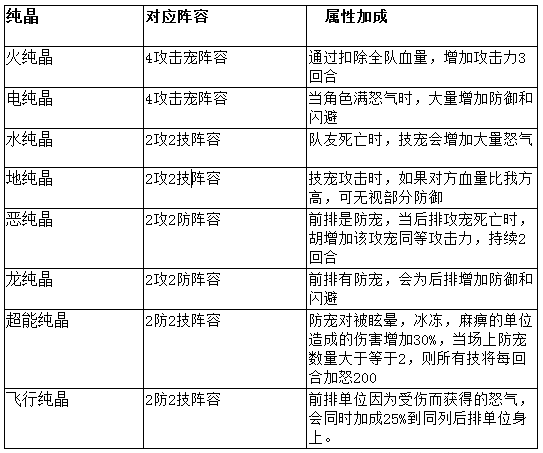 纯晶 对应阵容 属性加成
火纯晶 4攻击宠阵容 通过扣除全队血量，增加攻击力3
回合
电纯晶 4攻击宠阵容 当角色满怒气时，大量增加防御和
闪避
水纯晶 2攻2技阵容 队友死亡时，技宠会增加大量怒气
地纯晶 2攻2技阵容 技宠攻击时，如果对方血量比我方
高，可无视部分防御
恶纯晶 2攻2防阵容 前排是防宠，当后排攻宠死亡时，
胡增加该攻宠同等攻击力，持续2
回合
龙纯晶 2攻2防阵容 前排有防宠，会为后排增加防御和
闪避
超能纯晶 2防2技阵容 防宠对被眩晕，冰冻，麻痹的单位
造成的伤害增加30%，当场上防宠
数量大于等于2，则所有技将每回
合加怒200
飞行纯晶 2防2技阵容 前排单位因为受伤而获得的怒气，
会同时加成25%到同列后排单位身
上。